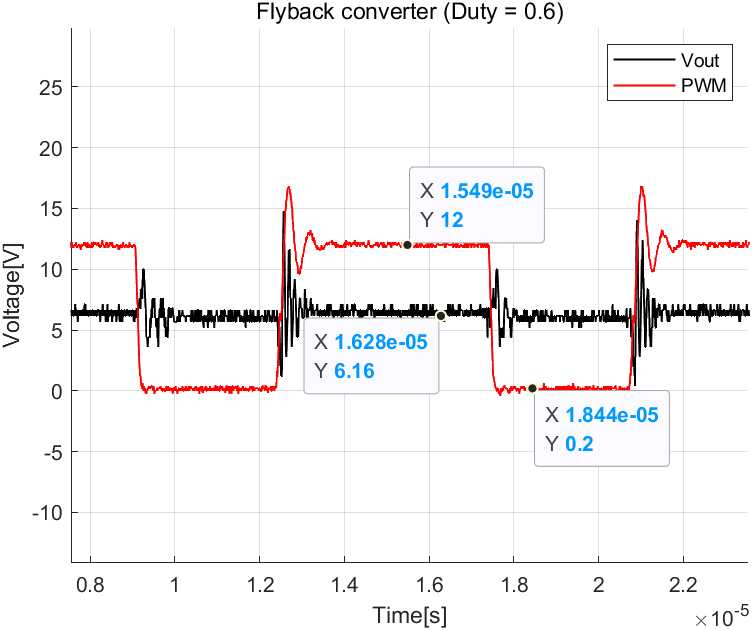 Flyback converter (Duty = 0.6)
Vout
PWM
25
20
15
10
5
0
-5
-10
Voltage[V]
X 1.549e-05
Y 12
X 1.628e-05
Y 6.16
X 1.844e-05
Y 0.2
0.8
1
1.2
1.4
1.6
1.8
2
2.2
Time[s]
×10⁻⁵